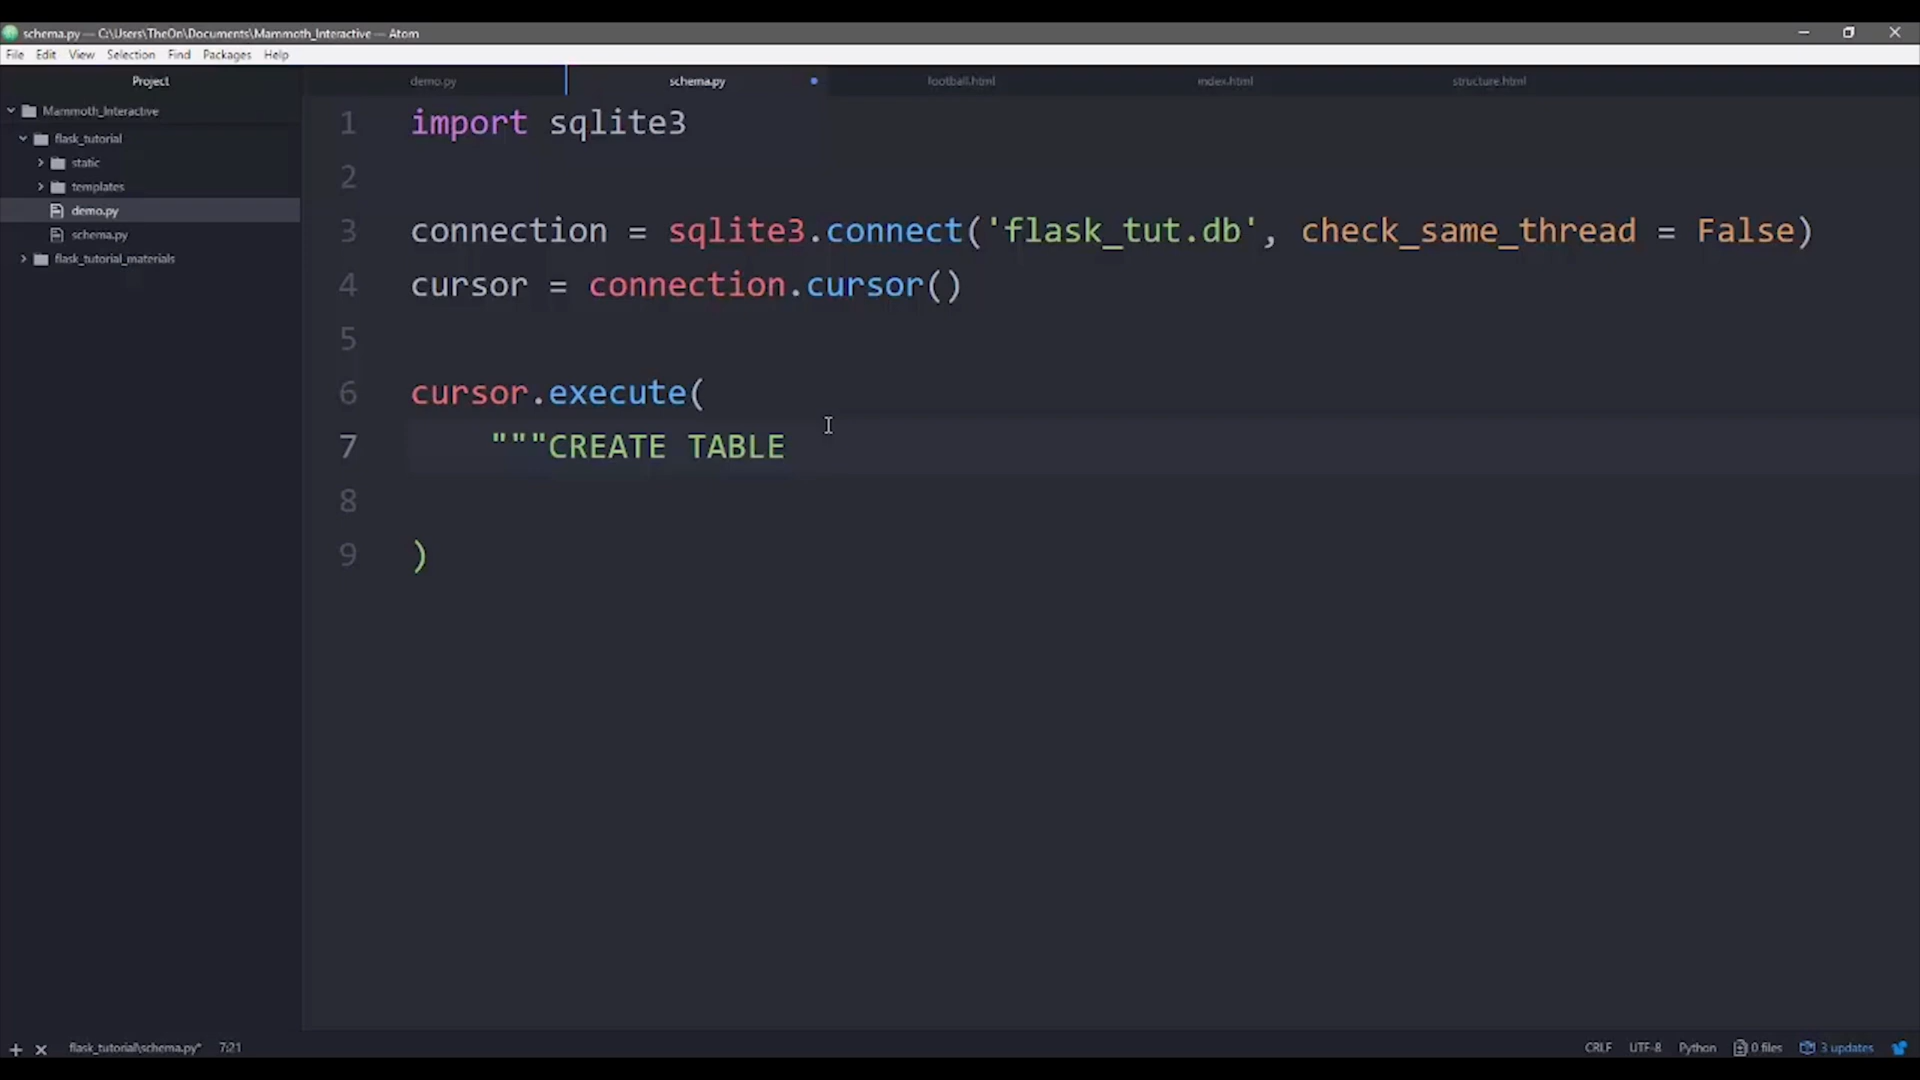 schema.py — C:\Users\TheOn\Documents\Mammoth_Interactive — Atom
File Edit View Selection Find Packages Help
Project
demo.py schema.py football.html index.html structure.html
Mammoth_Interactive
flask_tutorial
static
templates
demo.py
schema.py
flask_tutorial_materials
1 import sqlite3
2
3 connection = sqlite3.connect('flask_tut.db', check_same_thread = False)
4 cursor = connection.cursor()
5
6 cursor.execute(
7 """CREATE TABLE
8
9 )
flask_tutorial\schema.py* 7:21 CRLF UTF-8 Python 0 files 3 updates